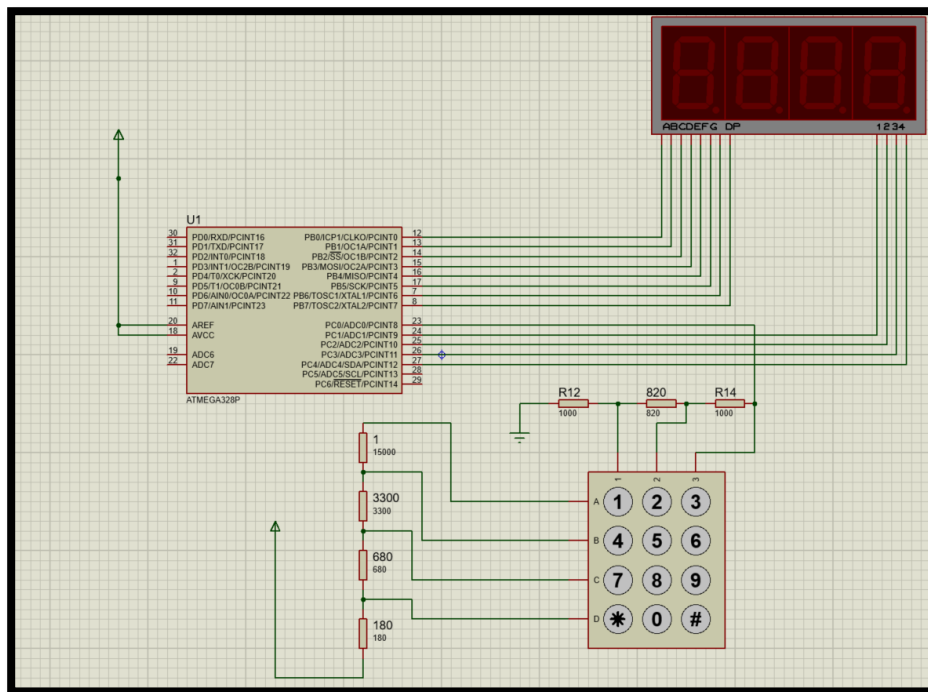 ABCDEFG DP
1234
U1
30 PD0/RXD/PCINT16
31 PD1/TXD/PCINT17
32 PD2/INT0/PCINT18
1 PD3/INT1/OC2B/PCINT19
2 PD4/T0/XCK/PCINT20
9 PD5/T1/OC0B/PCINT21
10 PD6/AIN0/OC0A/PCINT22
11 PD7/AIN1/PCINT23
20 AREF
18 AVCC
19 ADC6
22 ADC7
PB0/ICP1/CLKO/PCINT0 12
PB1/OC1A/PCINT1 13
PB2/SS/OC1B/PCINT2 14
PB3/MOSI/OC2A/PCINT3 15
PB4/MISO/PCINT4 16
PB5/SCK/PCINT5 17
PB6/TOSC1/XTAL1/PCINT6 7
PB7/TOSC2/XTAL2/PCINT7 8
PC0/ADC0/PCINT8 23
PC1/ADC1/PCINT9 24
PC2/ADC2/PCINT10 25
PC3/ADC3/PCINT11 26
PC4/ADC4/SDA/PCINT12 27
PC5/ADC5/SCL/PCINT13 28
PC6/RESET/PCINT14 29
ATMEGA328P
R12
1000
820
820
R14
1000
1
15000
3300
3300
680
680
180
180
1 2 3
A 1 2 3
B 4 5 6
C 7 8 9
D * 0 #